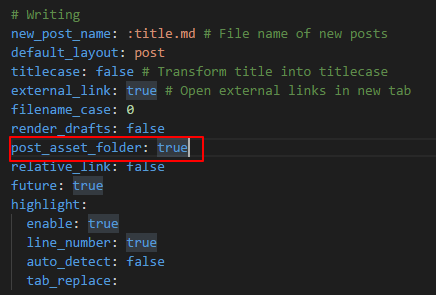 # Writing
new_post_name: :title.md # File name of new posts
default_layout: post
titlecase: false # Transform title into titlecase
external_link: true # Open external links in new tab
filename_case: 0
render_drafts: false
post_asset_folder: true
relative_link: false
future: true
highlight:
  enable: true
  line_number: true
  auto_detect: false
  tab_replace: